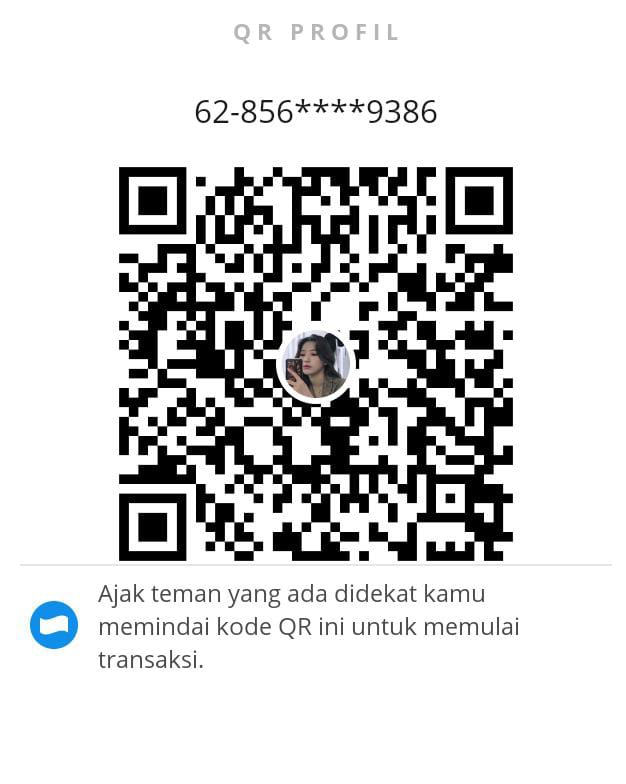 QR PROFIL
62-856****9386
Ajak teman yang ada didekat kamu
memindai kode QR ini untuk memulai
transaksi.